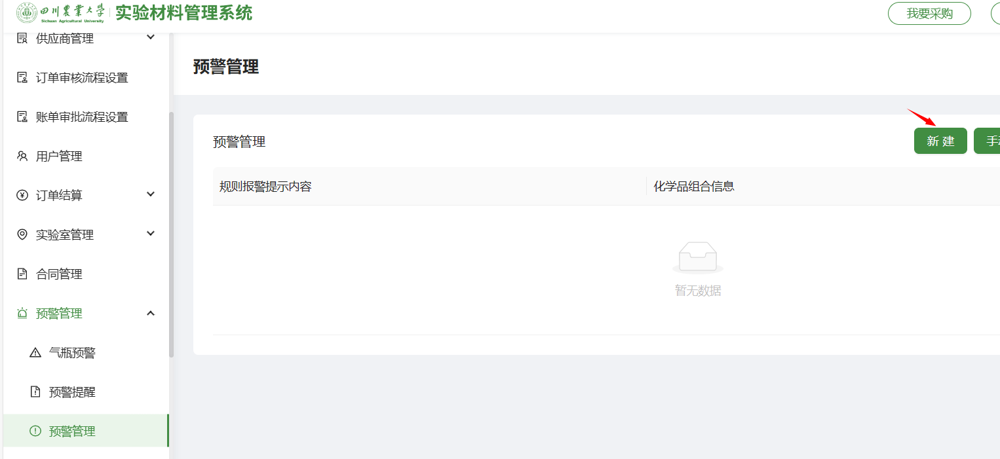 四川農業大学
Sichuan Agricultural University
实验材料管理系统
我要采购
供应商管理
订单审核流程设置
账单审批流程设置
用户管理
订单结算
实验室管理
合同管理
预警管理
气瓶预警
预警提醒
预警管理
预警管理
预警管理
新建
手
规则报警提示内容
化学品组合信息
暂无数据